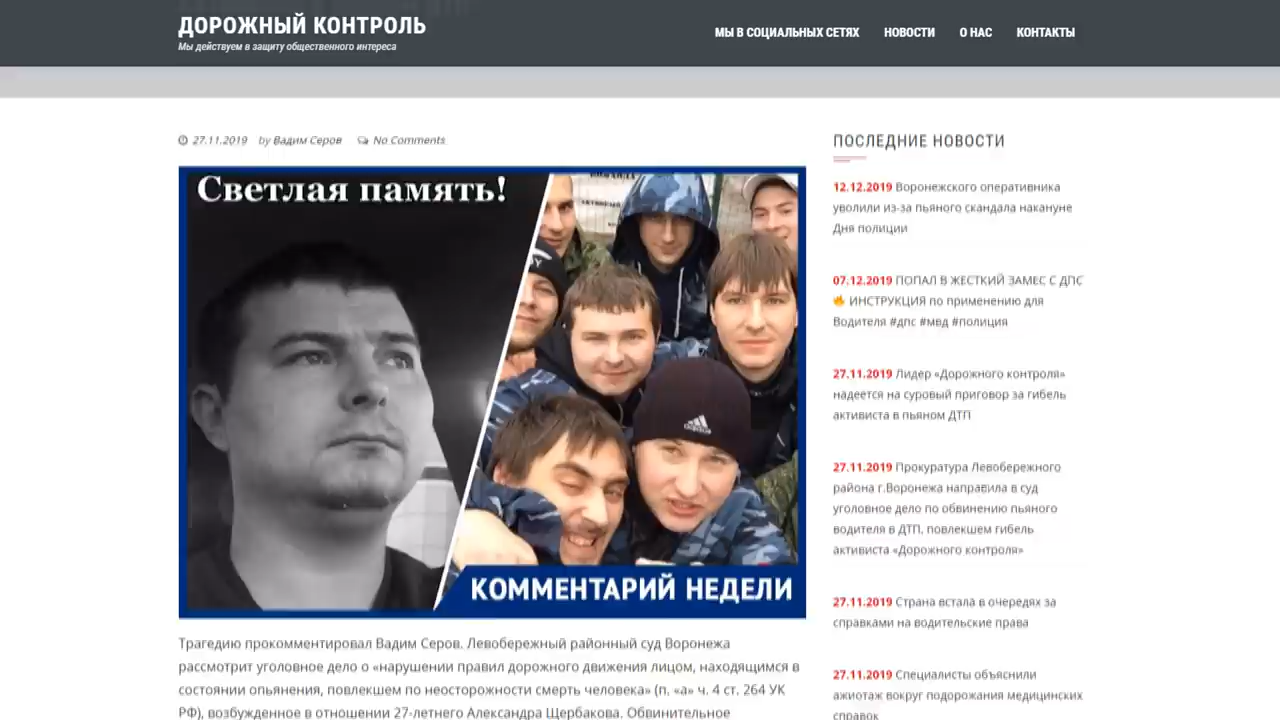 ДОРОЖНЫЙ КОНТРОЛЬ
Мы действуем в защиту общественного интереса
МЫ В СОЦИАЛЬНЫХ СЕТЯХ НОВОСТИ О НАС КОНТАКТЫ
27.11.2019 by Вадим Серов No Comments
Светлая память!
adidas
КОММЕНТАРИЙ НЕДЕЛИ
Трагедию прокомментировал Вадим Серов. Левобережный районный суд Воронежа
рассмотрит уголовное дело о «нарушении правил дорожного движения лицом, находящимся в
состоянии опьянения, повлекшем по неосторожности смерть человека» (п. «а» ч. 4 ст. 264 УК
РФ), возбужденное в отношении 27-летнего Александра Щербакова. Обвинительное
ПОСЛЕДНИЕ НОВОСТИ
12.12.2019 Воронежского оперативника
уволили из-за пьяного скандала накануне
Дня полиции
07.12.2019 ПОПАЛ В ЖЕСТКИЙ ЗАМЕС С ДПС
🔥 ИНСТРУКЦИЯ по применению для
Водителя #дпс #мвд #полиция
27.11.2019 Лидер «Дорожного контроля»
надеется на суровый приговор за гибель
активиста в пьяном ДТП
27.11.2019 Прокуратура Левобережного
района г.Воронежа направила в суд
уголовное дело по обвинению пьяного
водителя в ДТП, повлекшем гибель
активиста «Дорожного контроля»
27.11.2019 Страна встала в очередях за
справками на водительские права
27.11.2019 Специалисты объяснили
ажиотаж вокруг подорожания медицинских
справок